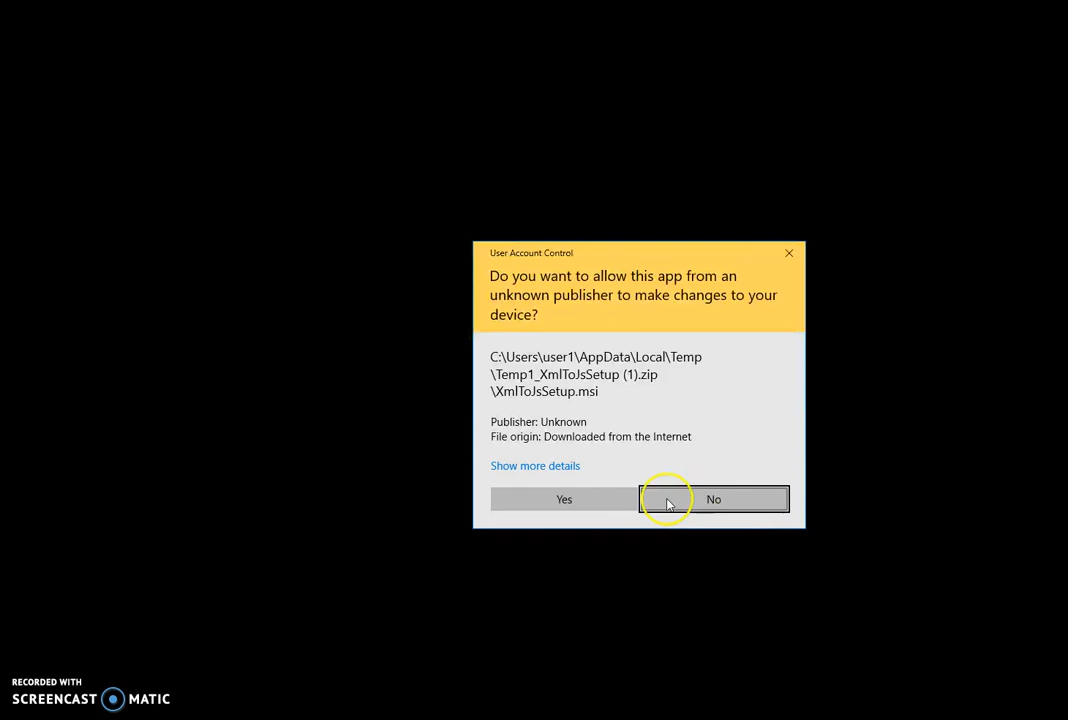 User Account Control
Do you want to allow this app from an
unknown publisher to make changes to your
device?
C:\Users\user1\AppData\Local\Temp
\Temp1_XmlToJsSetup (1).zip
\XmlToJsSetup.msi
Publisher: Unknown
File origin: Downloaded from the Internet
Show more details
Yes No
RECORDED WITH
SCREENCAST MATIC